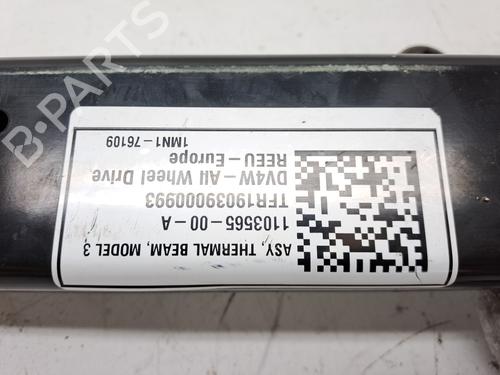 ASY, THERMAL BEAM, MODEL 3
1103565-00-A
TFR19039000993
DV4W-All Wheel Drive
REEU-Europe
1MN1-76109
B-PARTS